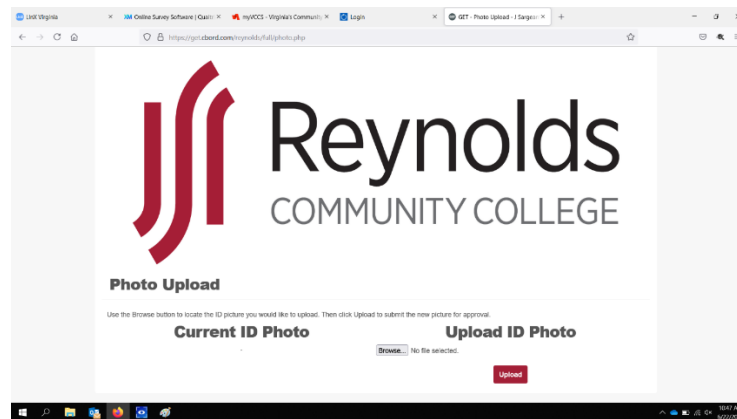 Unit Virginia
Online Survey Software | Qualtr
myVCCS - Virginia's Community
Login
GET - Photo Upload - J Sargean
https://get.cbord.com/reynolds/full/photo.php
Reynolds
COMMUNITY COLLEGE
Photo Upload
Use the Browse button to locate the ID picture you would like to upload. Then click Upload to submit the new picture for approval.
Current ID Photo
Upload ID Photo
Browse... No file selected.
Upload
10:47 A